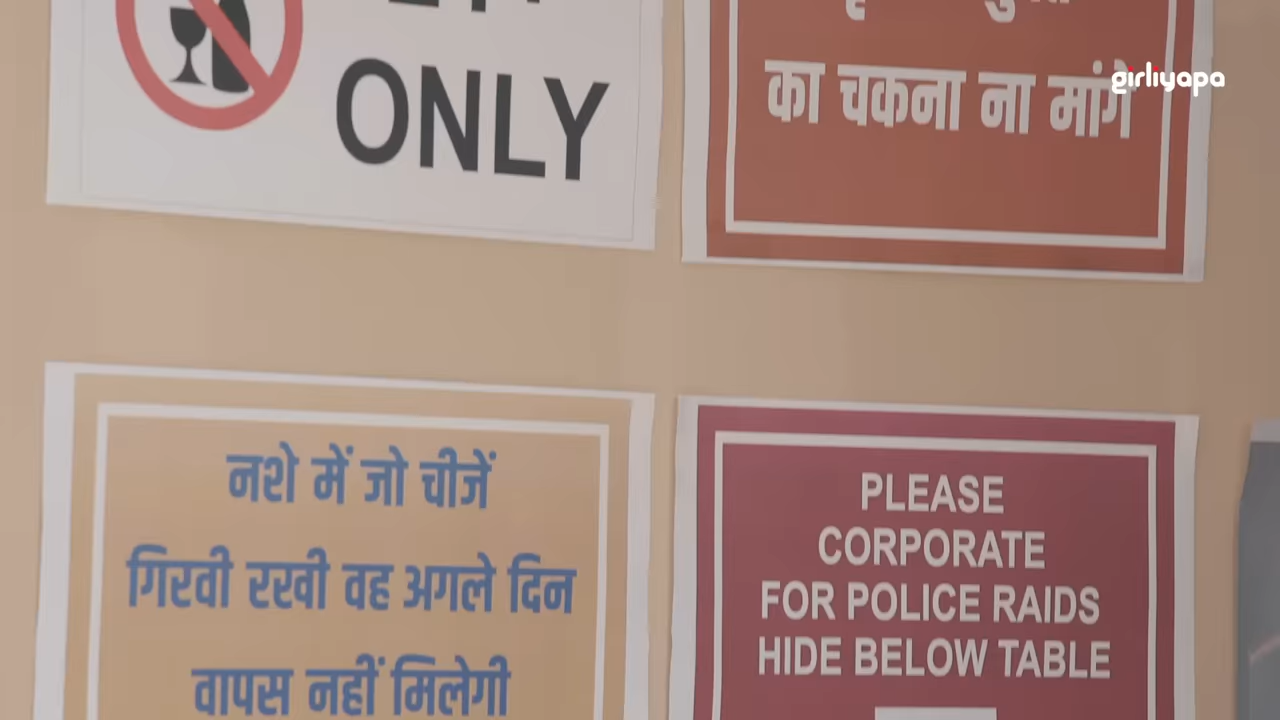 ONLY
का चकना ना मांगे
girliyapa
नशे में जो चीजें
गिरवी रखी वह अगले दिन
वापस नहीं मिलेगी
PLEASE
CORPORATE
FOR POLICE RAIDS
HIDE BELOW TABLE